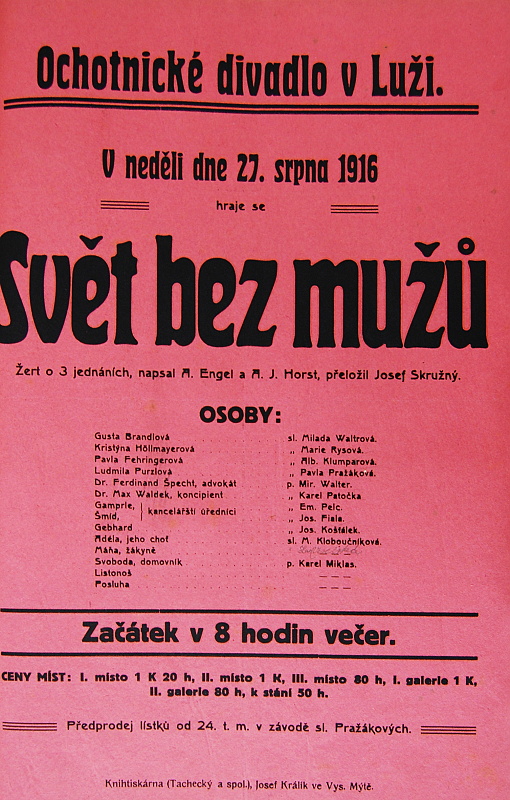 Ochotnické divadlo v Luži.
V neděli dne 27. srpna 1916
hraje se
Svět bez mužů
Žert o 3 jednáních, napsal A. Engel a A. J. Horst, přeložil Josef Skružný.
OSOBY:
Gusta Brandlová sl. Milada Waltrová.
Kristýna Höllmayerová „ Marie Rysová.
Pavla Fehringerová „ Alb. Klumparová.
Ludmila Purzlová „ Pavla Pražáková.
Dr. Ferdinand Špecht, advokát p. Mir. Walter.
Dr. Max Waldek, koncipient „ Karel Patočka
Gamprle, „ Em. Pelc.
kancelářští úředníci
Šmíd, „ Jos. Fiala.
Gebhard „ Jos. Košťálek.
Adéla, jeho choť sl. M. Kloboučníková.
Máňa, žákyně
Svoboda, domovník p. Karel Miklas.
Listonoš — — —
Posluha — — —
Začátek v 8 hodin večer.
CENY MÍST: I. místo 1 K 20 h, II. místo 1 K, III. místo 80 h, I. galerie 1 K,
II. galerie 80 h, k stání 50 h.
Předprodej lístků od 24. t. m. v závodě sl. Pražákových.
Knihtiskárna (Tachecký a spol.), Josef Králík ve Vys. Mýtě.